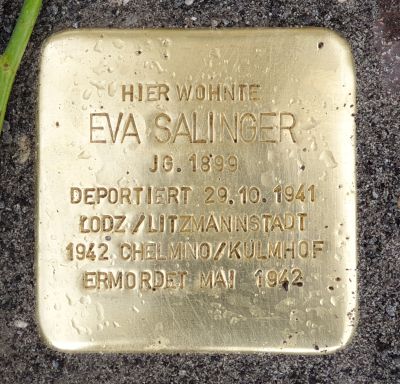 HIER WOHNTE
EVA SALINGER
JG. 1899
DEPORTIERT 29.10.1941
ŁODZ/LITZMANNSTADT
1942 CHELMNO/KULMHOF
ERMORDET MAI 1942